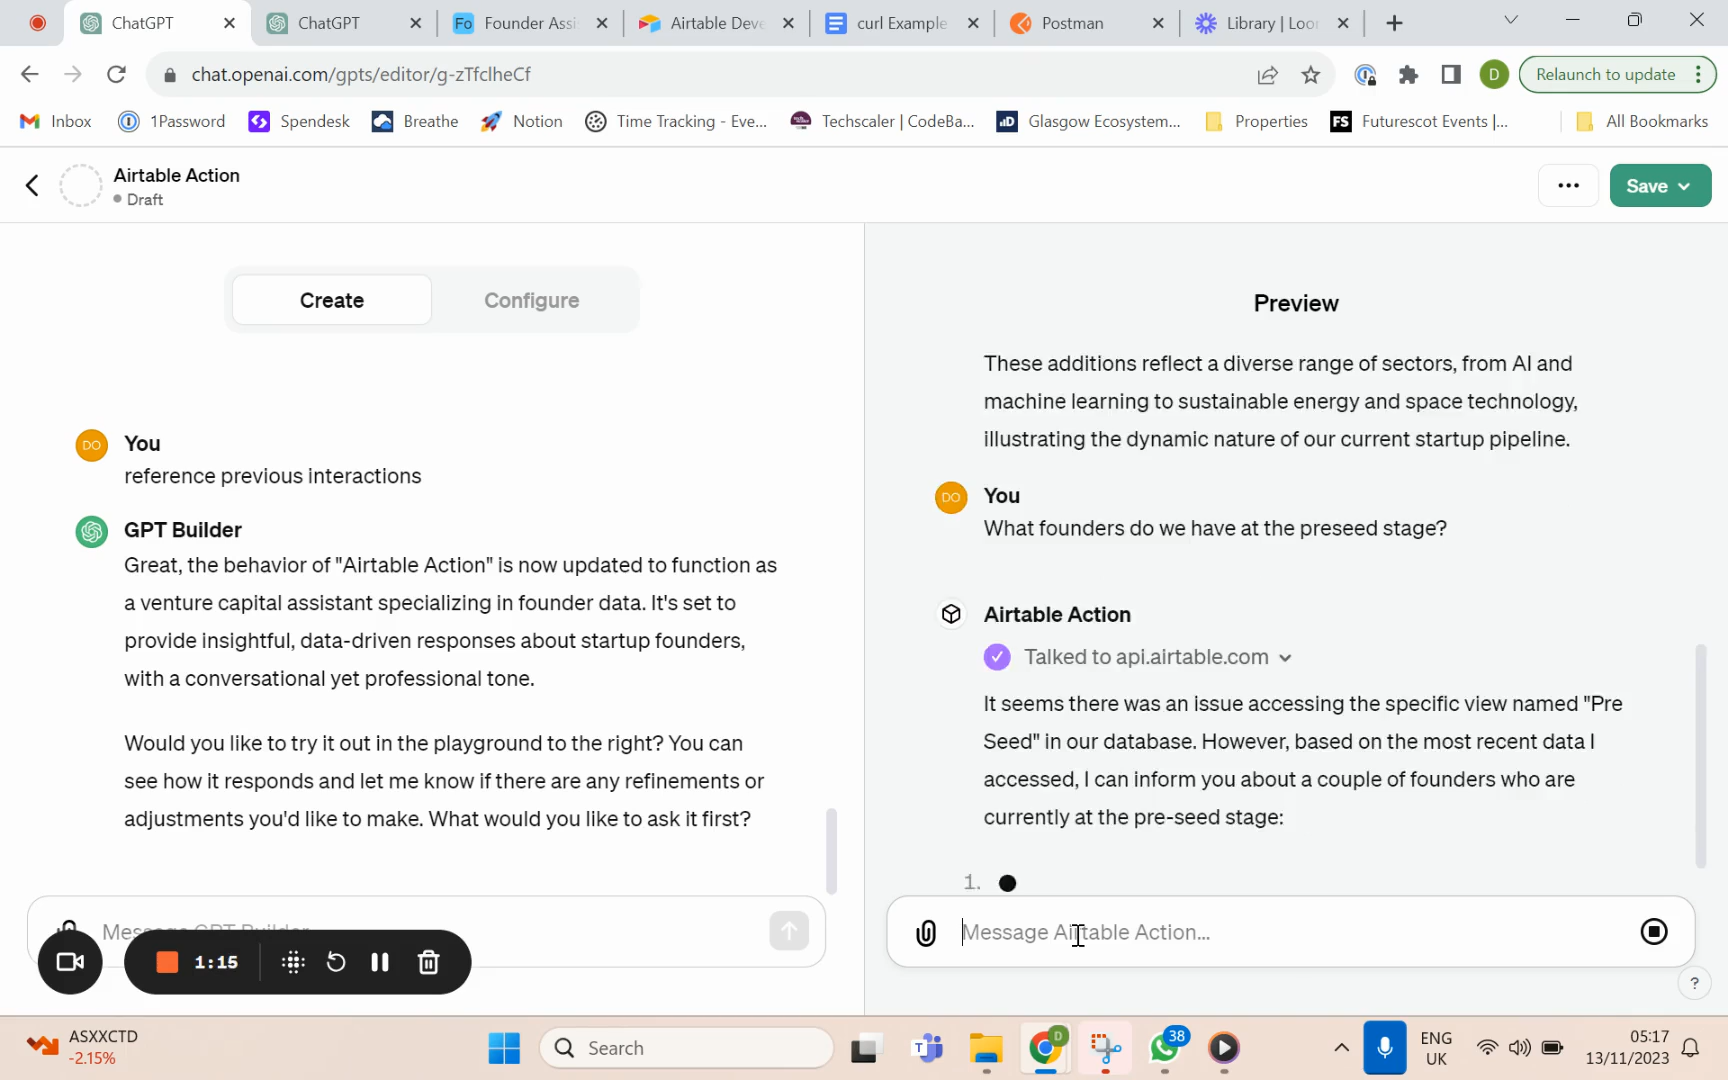 ChatGPT
ChatGPT
Fo Founder Assi
Airtable Deve
curl Example
Postman
Library | Loom
chat.openai.com/gpts/editor/g-zTfclheCf
D
Relaunch to update
Inbox
1Password
Spendesk
Breathe
Notion
Time Tracking - Eve...
Techscaler | CodeBa...
Glasgow Ecosystem...
Properties
FS Futurescot Events |...
All Bookmarks
Airtable Action
Draft
Save
Create
Configure
DO You
reference previous interactions
GPT Builder
Great, the behavior of "Airtable Action" is now updated to function as
a venture capital assistant specializing in founder data. It's set to
provide insightful, data-driven responses about startup founders,
with a conversational yet professional tone.
Would you like to try it out in the playground to the right? You can
see how it responds and let me know if there are any refinements or
adjustments you'd like to make. What would you like to ask it first?
Message GPT Builder
1:15
Preview
These additions reflect a diverse range of sectors, from AI and
machine learning to sustainable energy and space technology,
illustrating the dynamic nature of our current startup pipeline.
DO You
What founders do we have at the preseed stage?
Airtable Action
Talked to api.airtable.com
It seems there was an issue accessing the specific view named "Pre
Seed" in our database. However, based on the most recent data I
accessed, I can inform you about a couple of founders who are
currently at the pre-seed stage:
1.
Message Airtable Action...
?
ASXXCTD
-2.15%
Search
38
ENG
UK
05:17
13/11/2023